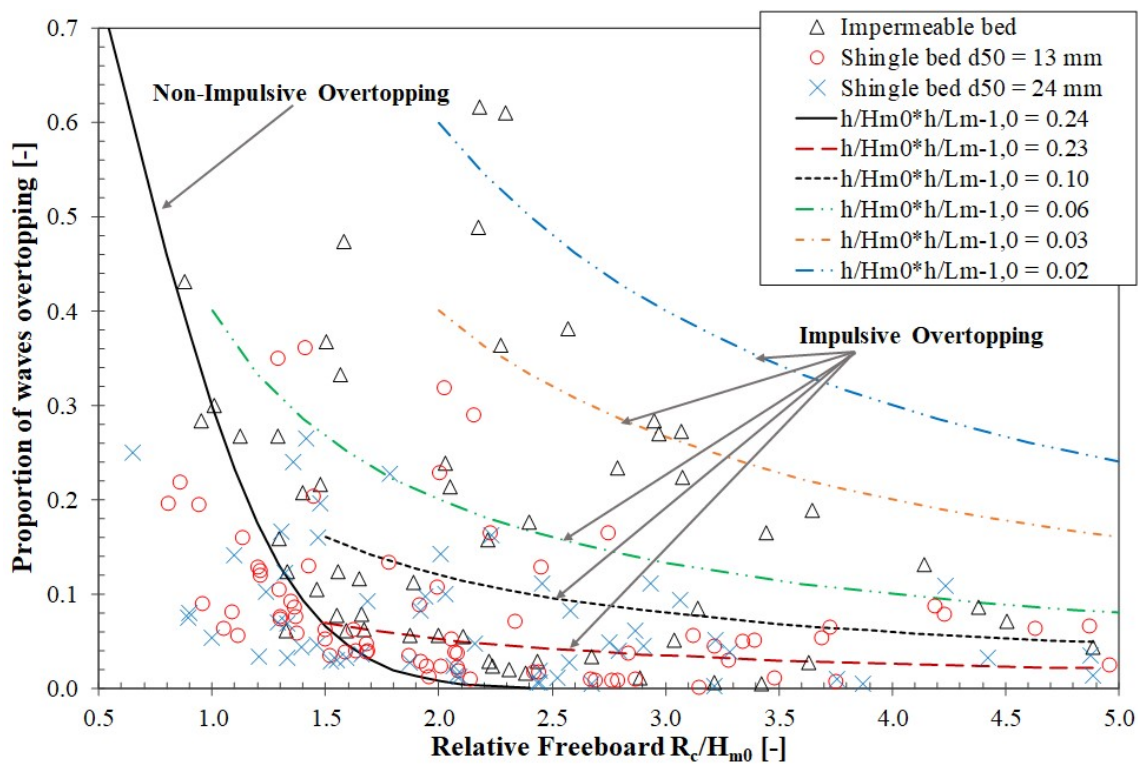 Proportion of waves overtopping [-]
0.7
0.6
0.5
0.4
0.3
0.2
0.1
0.0
0.5
1.0
1.5
2.0
2.5
3.0
3.5
4.0
4.5
5.0
Relative Freeboard Rc/Hm0 [-]
Non-Impulsive Overtopping
Impulsive Overtopping
Impermeable bed
Shingle bed d50 = 13 mm
Shingle bed d50 = 24 mm
h/Hm0*h/Lm-1,0 = 0.24
h/Hm0*h/Lm-1,0 = 0.23
h/Hm0*h/Lm-1,0 = 0.10
h/Hm0*h/Lm-1,0 = 0.06
h/Hm0*h/Lm-1,0 = 0.03
h/Hm0*h/Lm-1,0 = 0.02